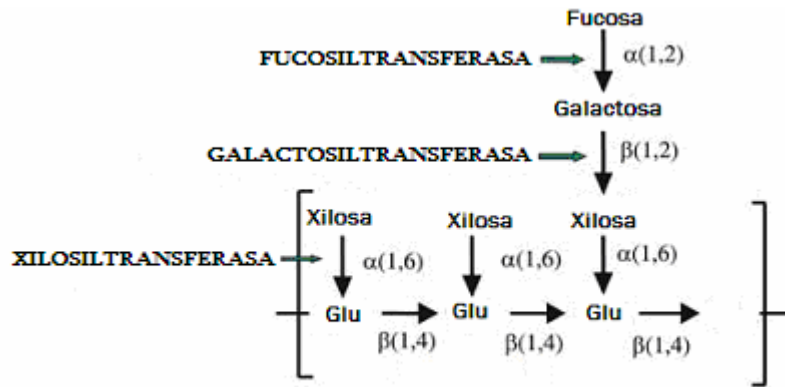 Fucosa
FUCOSILTRANSFERASA α(1,2)
Galactosa
GALACTOSILTRANSFERASA β(1,2)
Xilosa Xilosa Xilosa
XILOSILTRANSFERASA α(1,6) α(1,6) α(1,6)
Glu Glu Glu
β(1,4) β(1,4) β(1,4)